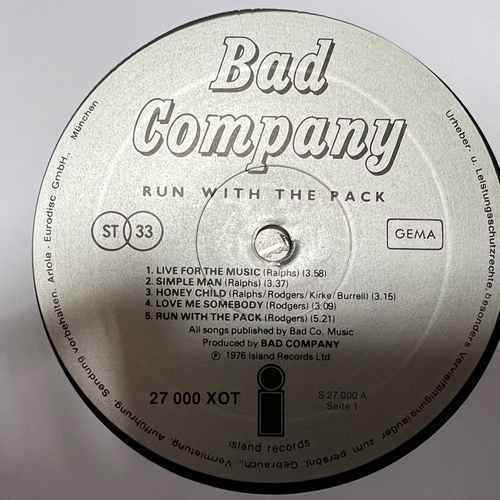 Bad
Company
RUN WITH THE PACK
ST 33
GEMA
1. LIVE FOR THE MUSIC (Ralphs) (3.58)
2. SIMPLE MAN (Ralphs) 3.37)
3. HONEY CHILD (Ralphs/Rodgers/Kirke/Burrell) (3.15)
4. LOVE ME SOMEBODY (Rodgers) (3:09)
5. RUN WITH THE PACK (Rodgers) (5.21)
All songs published by Bad Co. Music
Produced by BAD COMPANY
℗ 1976 Island Records Ltd
27 000 XOT
S 27 000 A
Seite 1
island records
Urheber- u. Leistungsschutzrechte besonders Vervielfältigung (außer zum persönl. Gebrauch), Vermietung, Aufführung, Sendung vorbehalten. Ariola-Eurodisc GmbH., München